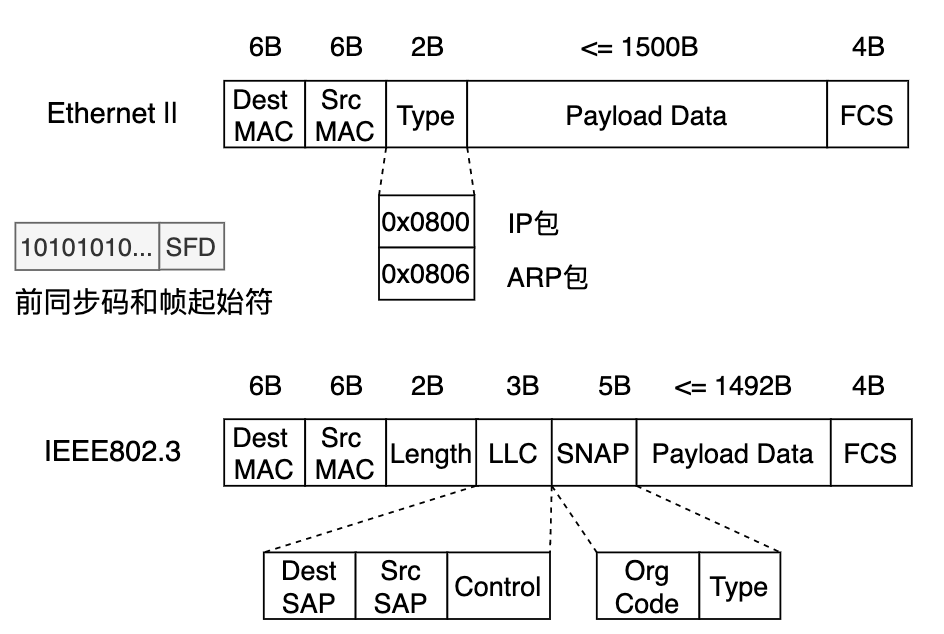 6B 6B 2B <= 1500B 4B
Ethernet II
Dest MAC
Src MAC
Type
Payload Data
FCS
0x0800 IP包
0x0806 ARP包
10101010... SFD
前同步码和帧起始符
6B 6B 2B 3B 5B <= 1492B 4B
IEEE802.3
Dest MAC
Src MAC
Length
LLC
SNAP
Payload Data
FCS
Dest SAP
Src SAP
Control
Org Code
Type